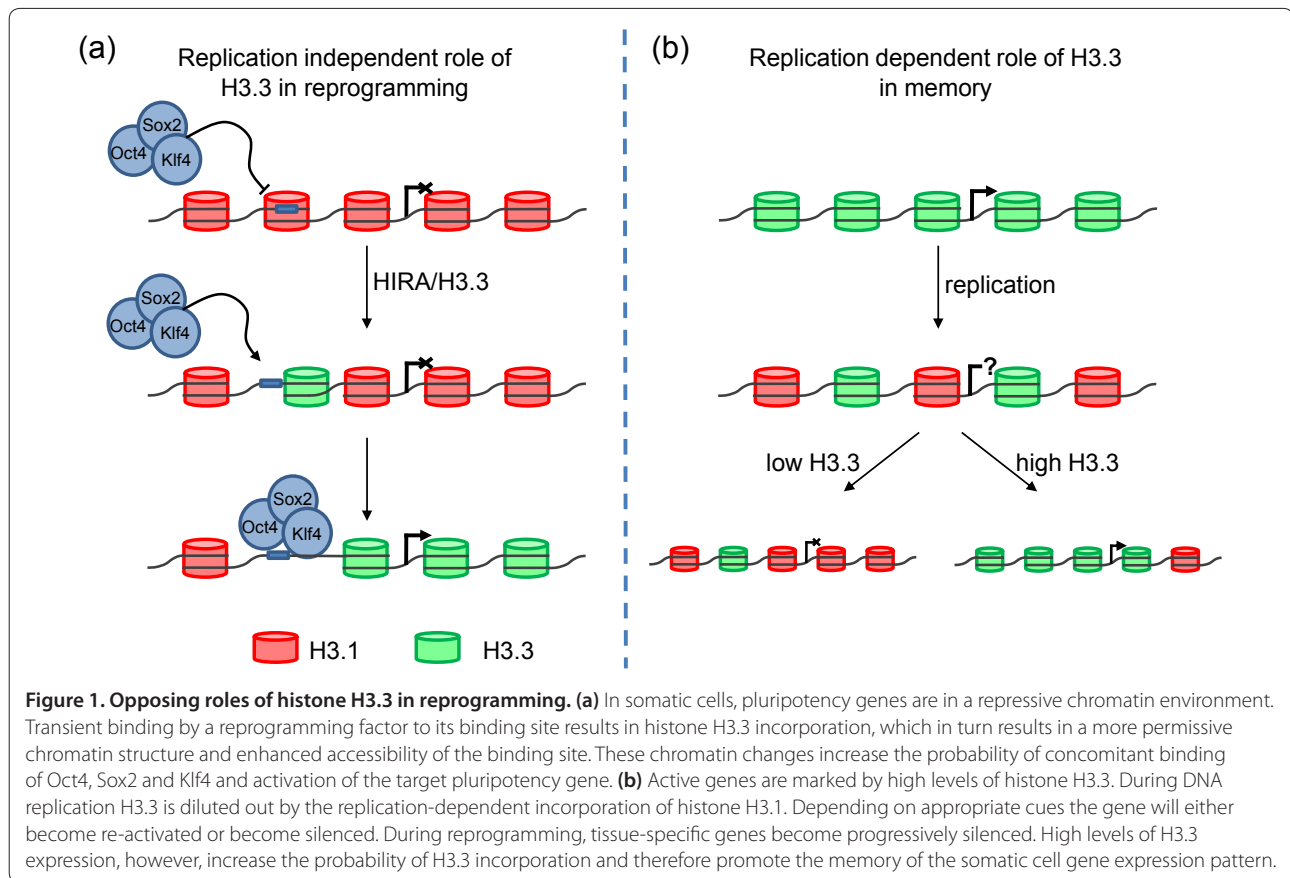 (a)
Replication independent role of
H3.3 in reprogramming
Sox2
Oct4
Klf4
HIRA/H3.3
Sox2
Oct4
Klf4
Sox2
Oct4
Klf4
H3.1
H3.3
(b)
Replication dependent role of H3.3
in memory
replication
?
low H3.3
high H3.3
Figure 1. Opposing roles of histone H3.3 in reprogramming. (a) In somatic cells, pluripotency genes are in a repressive chromatin environment.
Transient binding by a reprogramming factor to its binding site results in histone H3.3 incorporation, which in turn results in a more permissive
chromatin structure and enhanced accessibility of the binding site. These chromatin changes increase the probability of concomitant binding
of Oct4, Sox2 and Klf4 and activation of the target pluripotency gene. (b) Active genes are marked by high levels of histone H3.3. During DNA
replication H3.3 is diluted out by the replication-dependent incorporation of histone H3.1. Depending on appropriate cues the gene will either
become re-activated or become silenced. During reprogramming, tissue-specific genes become progressively silenced. High levels of H3.3
expression, however, increase the probability of H3.3 incorporation and therefore promote the memory of the somatic cell gene expression pattern.